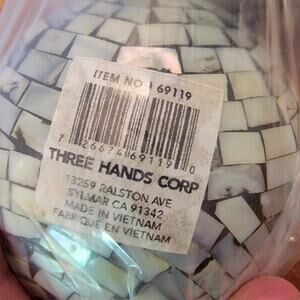 ITEM NO 69119
7 26674 69119 0
THREE HANDS CORP
13259 RALSTON AVE
SYLMAR CA 91342
MADE IN VIETNAM
FABRIQUE EN VIETNAM